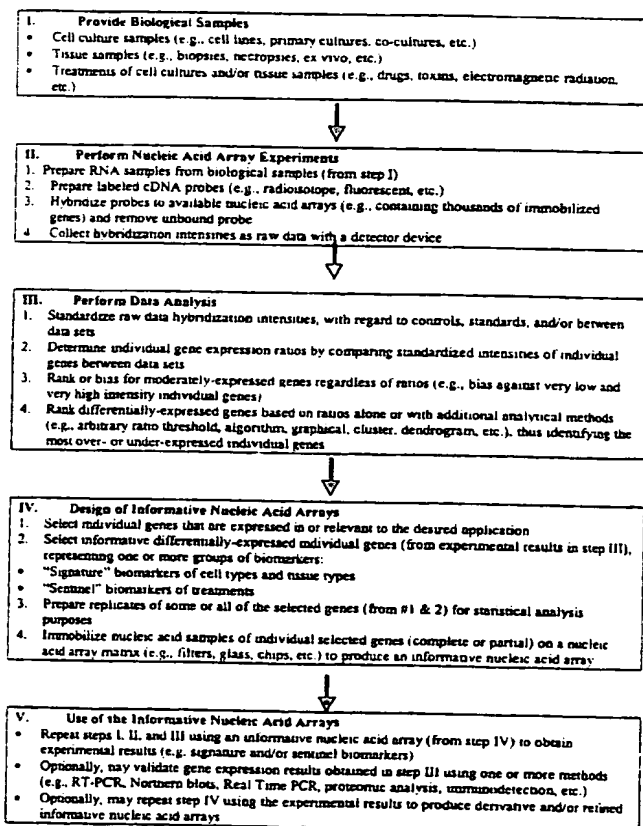 I. Provide Biological Samples
• Cell culture samples (e.g., cell lines, primary cultures, co-cultures, etc.)
• Tissue samples (e.g., biopsies, necropsies, ex vivo, etc.)
• Treatments of cell cultures and/or tissue samples (e.g., drugs, toxins, electromagnetic radiation,
etc.)
II. Perform Nucleic Acid Array Experiments
1. Prepare RNA samples from biological samples (from step I)
2. Prepare labeled cDNA probes (e.g., radioisotope, fluorescent, etc.)
3. Hybridize probes to available nucleic acid arrays (e.g., containing thousands of immobilized
genes) and remove unbound probe
4 Collect hybridization intensines as raw data with a detector device
III. Perform Data Analysis
1. Standardize raw data hybridization intensities, with regard to controls, standards, and/or between
data sets
2. Determine individual gene expression ratios by comparing standardized intensities of individual
genes between data sets
3. Rank or bias for moderately-expressed genes regardless of ratios (e.g., bias against very low and
very high intensity individual genes)
4. Rank differentially-expressed genes based on ratios alone or with additional analytical methods
(e.g., arbitrary ratio threshold, algorithm, graphical, cluster, dendrogram, etc.), thus identifying the
most over- or under-expressed individual genes
IV. Design of Informative Nucleic Acid Arrays
1. Select individual genes that are expressed in or relevant to the desired application
2. Select informative differentially-expressed individual genes (from experimental results in step III),
representing one or more groups of biomarkers:
• "Signature" biomarkers of cell types and tissue types
• "Sentinel" biomarkers of treatments
3. Prepare replicates of some or all of the selected genes (from #1 & 2) for statistical analysis
purposes
4. Immobilize nucleic acid samples of individual selected genes (complete or partial) on a nucleic
acid array matrix (e.g., filters, glass, chips, etc.) to produce an informative nucleic acid array
V. Use of the Informative Nucleic Acid Arrays
• Repeat steps I, II, and III using an informative nucleic acid array (from step IV) to obtain
experimental results (e.g. signature and/or sentinel biomarkers)
• Optionally, may validate gene expression results obtained in step III using one or more methods
(e.g., RT-PCR, Northern blots, Real Time PCR, proteomic analysis, immunodetection, etc.
• Optionally, may repeat step IV using the experimental results to produce derivative and/or refined
informative nucleic acid arrays